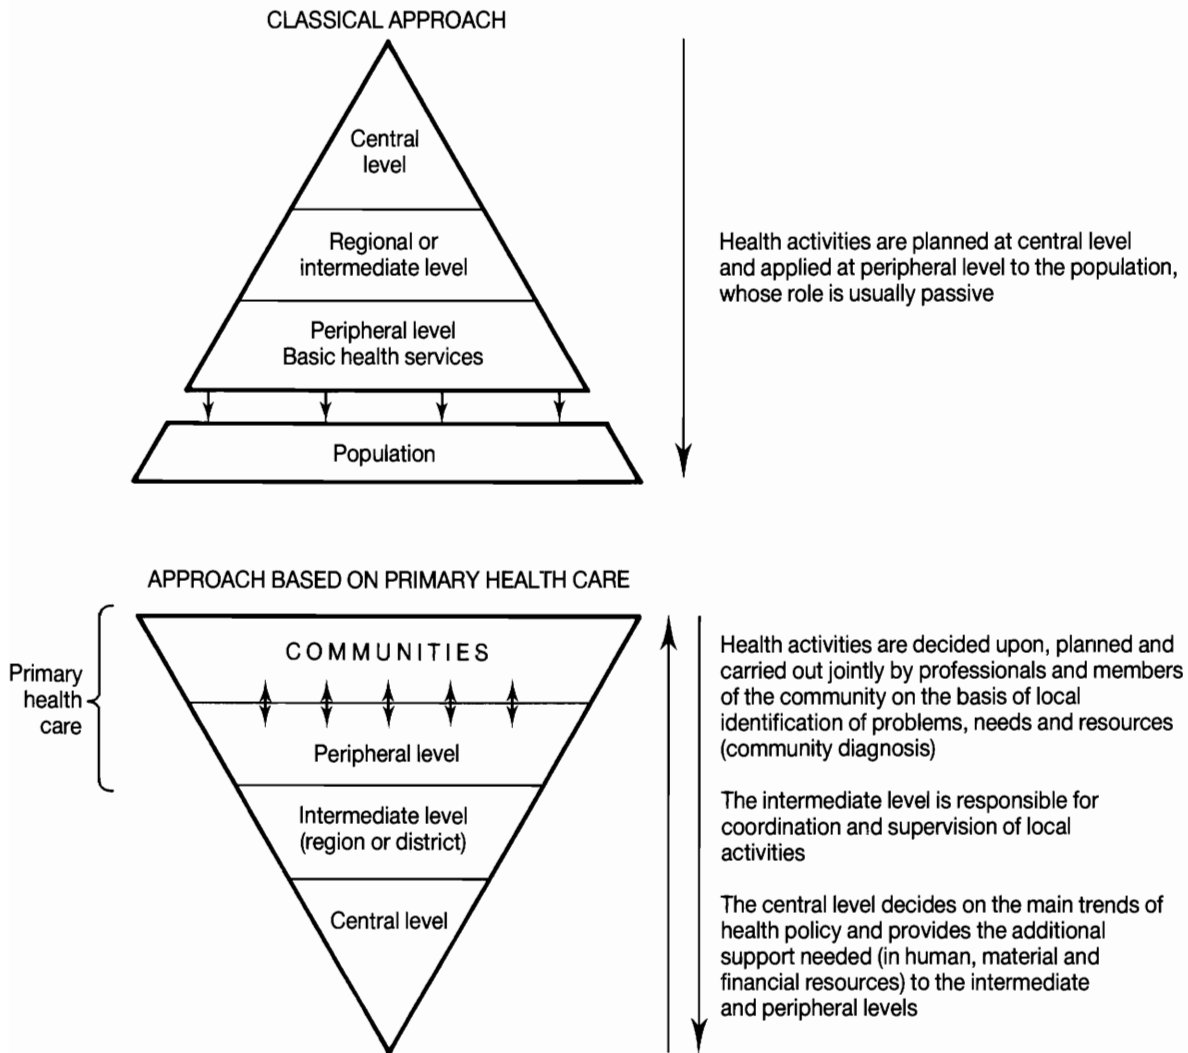 CLASSICAL APPROACH
Central
level
Regional or
intermediate level
Peripheral level
Basic health services
Population
Health activities are planned at central level
and applied at peripheral level to the population,
whose role is usually passive
APPROACH BASED ON PRIMARY HEALTH CARE
Primary
health
care
COMMUNITIES
Peripheral level
Intermediate level
(region or district)
Central level
Health activities are decided upon, planned and
carried out jointly by professionals and members
of the community on the basis of local
identification of problems, needs and resources
(community diagnosis)
The intermediate level is responsible for
coordination and supervision of local
activities
The central level decides on the main trends of
health policy and provides the additional
support needed (in human, material and
financial resources) to the intermediate
and peripheral levels